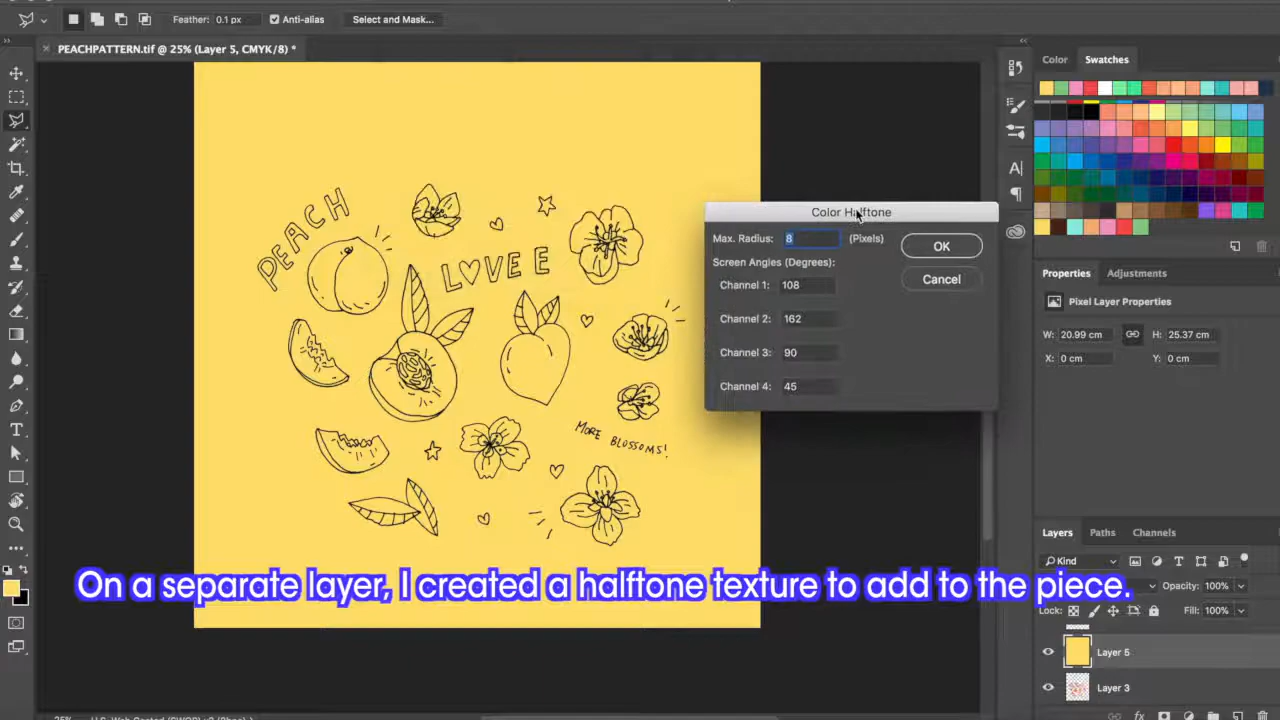 Feather: 0.1 px Anti-alias Select and Mask...
PEACHPATTERN.tif @ 25% (Layer 5, CMYK/8) *
Color Swatches
PEACH
LOVE E
MORE BLOSSOMS!
Color Halftone
Max. Radius: 8 (Pixels) OK
Screen Angles (Degrees): Cancel
Channel 1: 108
Channel 2: 162
Channel 3: 90
Channel 4: 45
Properties Adjustments
Pixel Layer Properties
W: 20.99 cm H: 25.37 cm
X: 0 cm Y: 0 cm
Layers Paths Channels
Kind
Opacity: 100%
Lock: Fill: 100%
Layer 5
Layer 3
On a separate layer, I created a halftone texture to add to the piece.